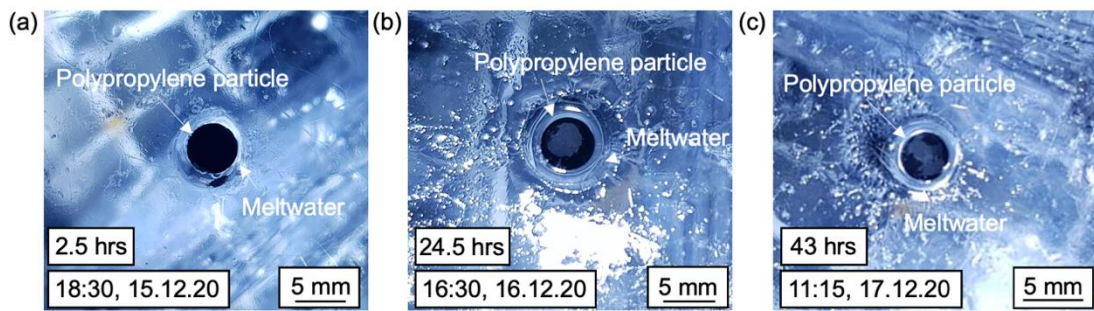 (a)
Polypropylene particle
Meltwater
2.5 hrs
18:30, 15.12.20
5 mm
(b)
Polypropylene particle
Meltwater
24.5 hrs
16:30, 16.12.20
5 mm
(c)
Polypropylene particle
Meltwater
43 hrs
11:15, 17.12.20
5 mm